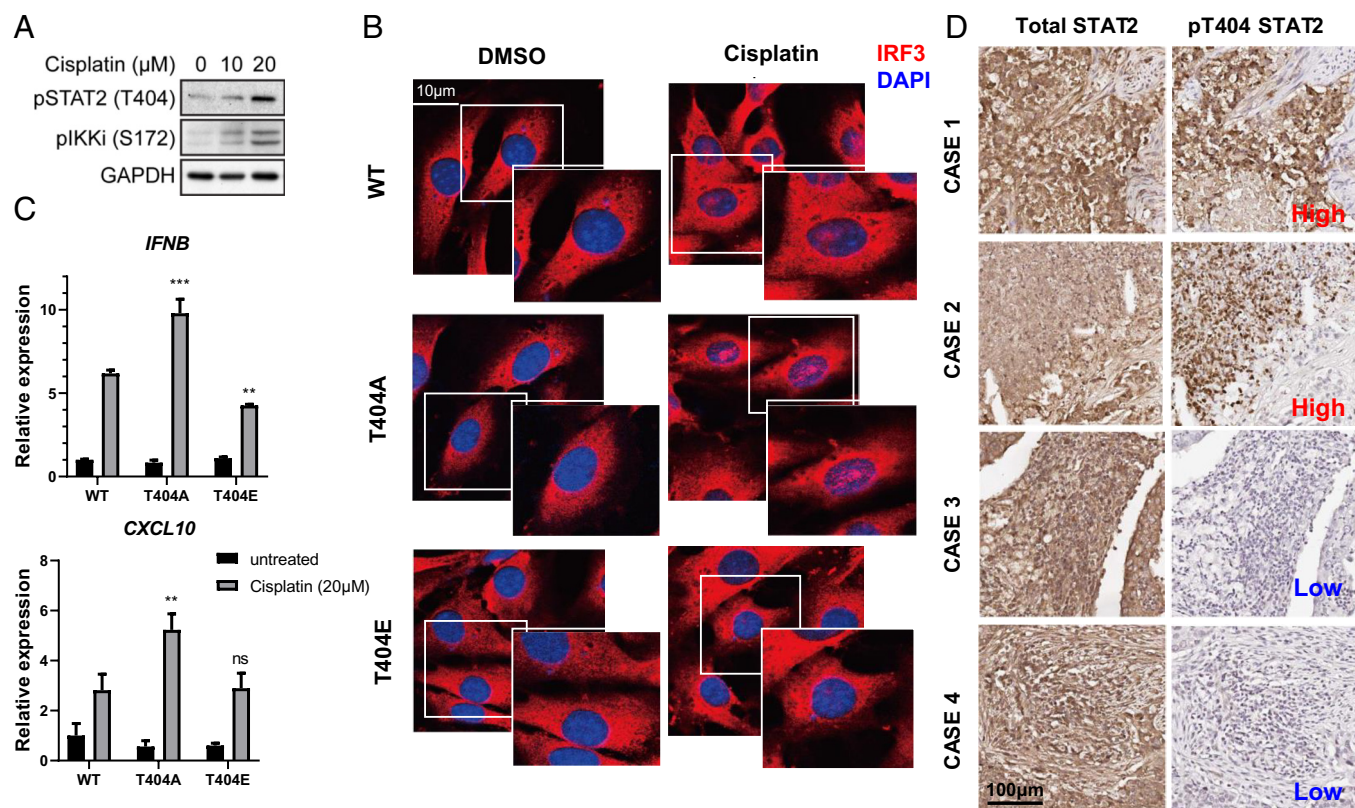 A
Cisplatin (µM) 0 10 20
pSTAT2 (T404)
pIKKi (S172)
GAPDH
B
DMSO
Cisplatin
IRF3
DAPI
10µm
WT
T404A
T404E
C
IFNB
Relative expression
10
5
0
***
**
WT
T404A
T404E
CXCL10
untreated
Cisplatin (20µM)
Relative expression
8
6
4
2
0
**
ns
WT
T404A
T404E
D
Total STAT2
pT404 STAT2
CASE 1
High
CASE 2
High
CASE 3
Low
CASE 4
100µm
Low